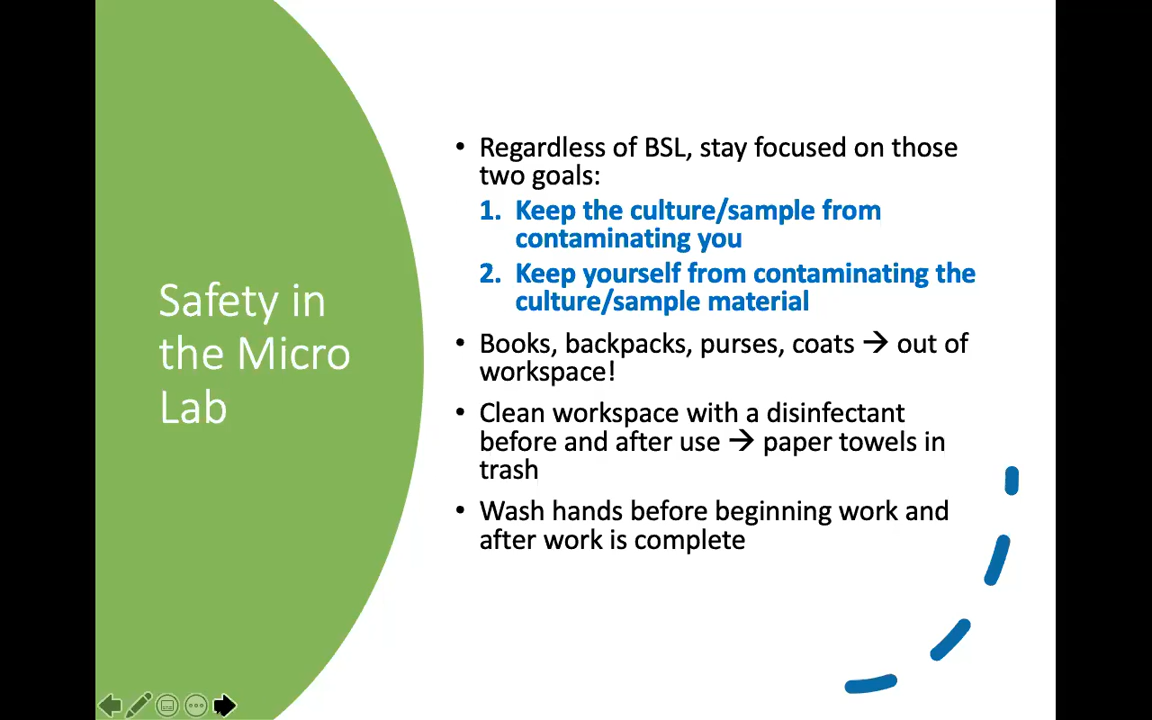 Safety in
the Micro
Lab
• Regardless of BSL, stay focused on those
two goals:
1. Keep the culture/sample from
contaminating you
2. Keep yourself from contaminating the
culture/sample material
• Books, backpacks, purses, coats → out of
workspace!
• Clean workspace with a disinfectant
before and after use → paper towels in
trash
• Wash hands before beginning work and
after work is complete